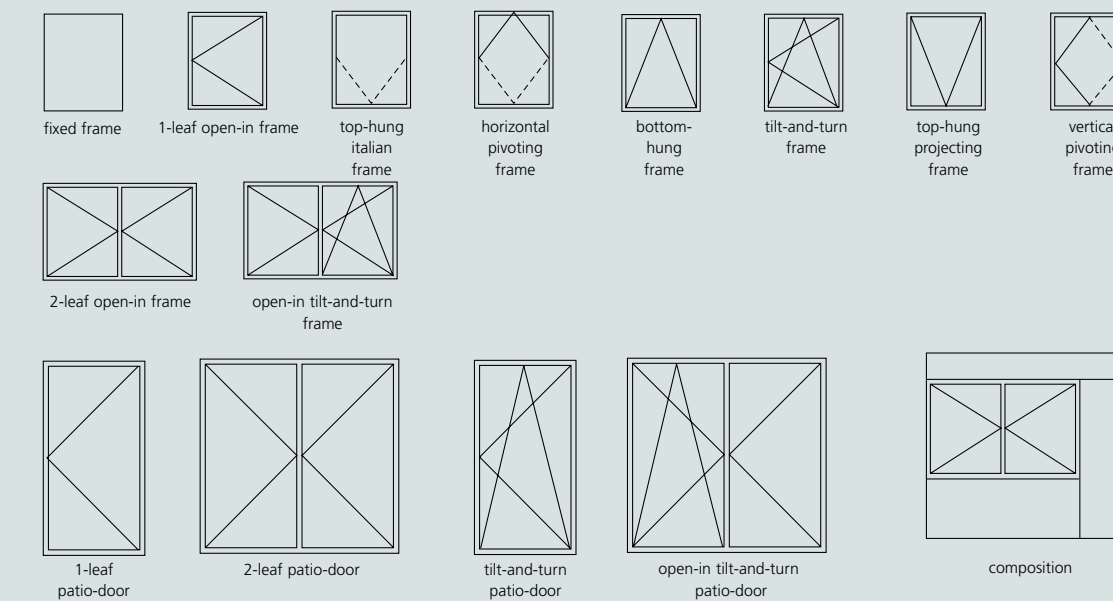 fixed frame
1-leaf open-in frame
top-hung
italian
frame
horizontal
pivoting
frame
bottom-
hung
frame
tilt-and-turn
frame
top-hung
projecting
frame
vertica
pivoting
frame
2-leaf open-in frame
open-in tilt-and-turn
frame
1-leaf
patio-door
2-leaf patio-door
tilt-and-turn
patio-door
open-in tilt-and-turn
patio-door
composition